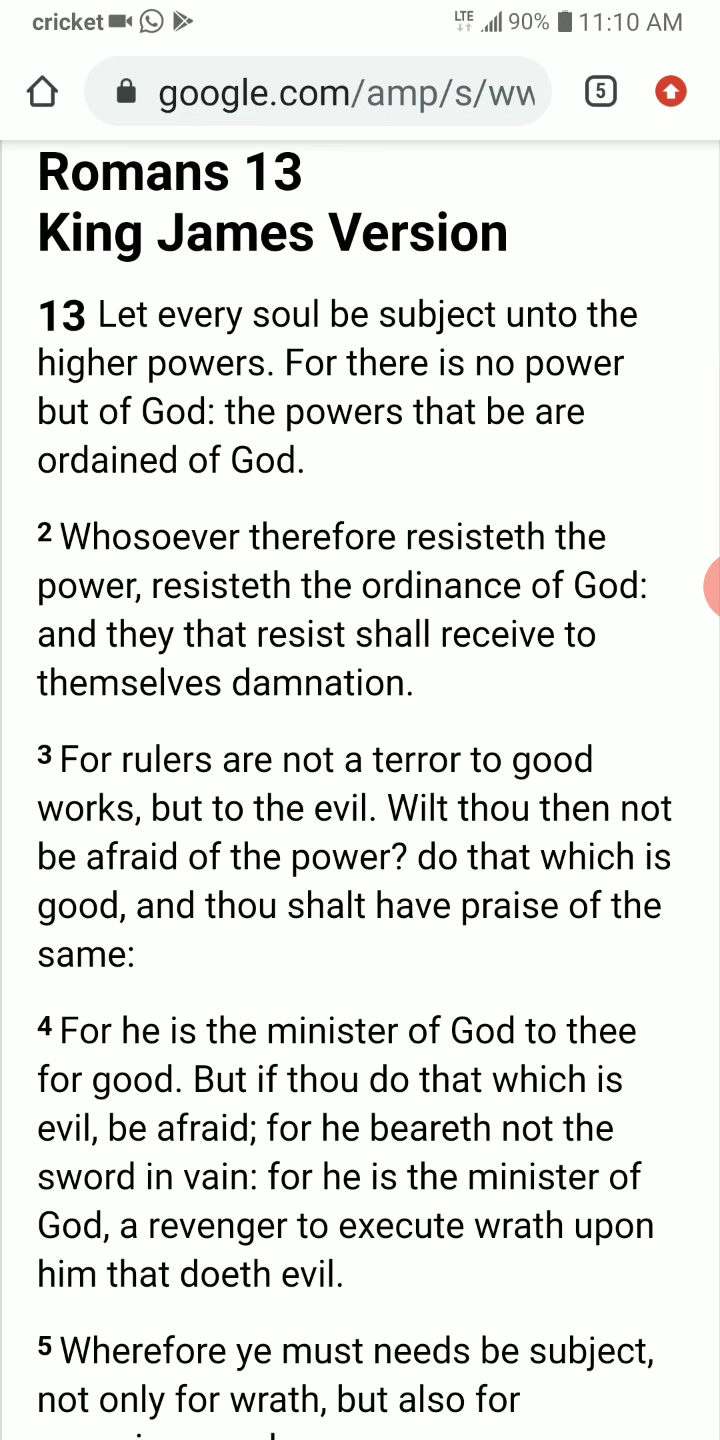 cricket LTE 90% 11:10 AM
google.com/amp/s/ww 5
Romans 13
King James Version
13 Let every soul be subject unto the
higher powers. For there is no power
but of God: the powers that be are
ordained of God.
2 Whosoever therefore resisteth the
power, resisteth the ordinance of God:
and they that resist shall receive to
themselves damnation.
3 For rulers are not a terror to good
works, but to the evil. Wilt thou then not
be afraid of the power? do that which is
good, and thou shalt have praise of the
same:
4 For he is the minister of God to thee
for good. But if thou do that which is
evil, be afraid; for he beareth not the
sword in vain: for he is the minister of
God, a revenger to execute wrath upon
him that doeth evil.
5 Wherefore ye must needs be subject,
not only for wrath, but also for